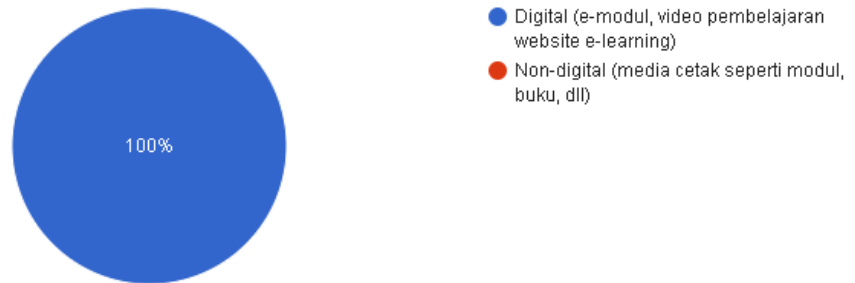 100%
Digital (e-modul, video pembelajaran
website e-learning)
Non-digital (media cetak seperti modul,
buku, dll)